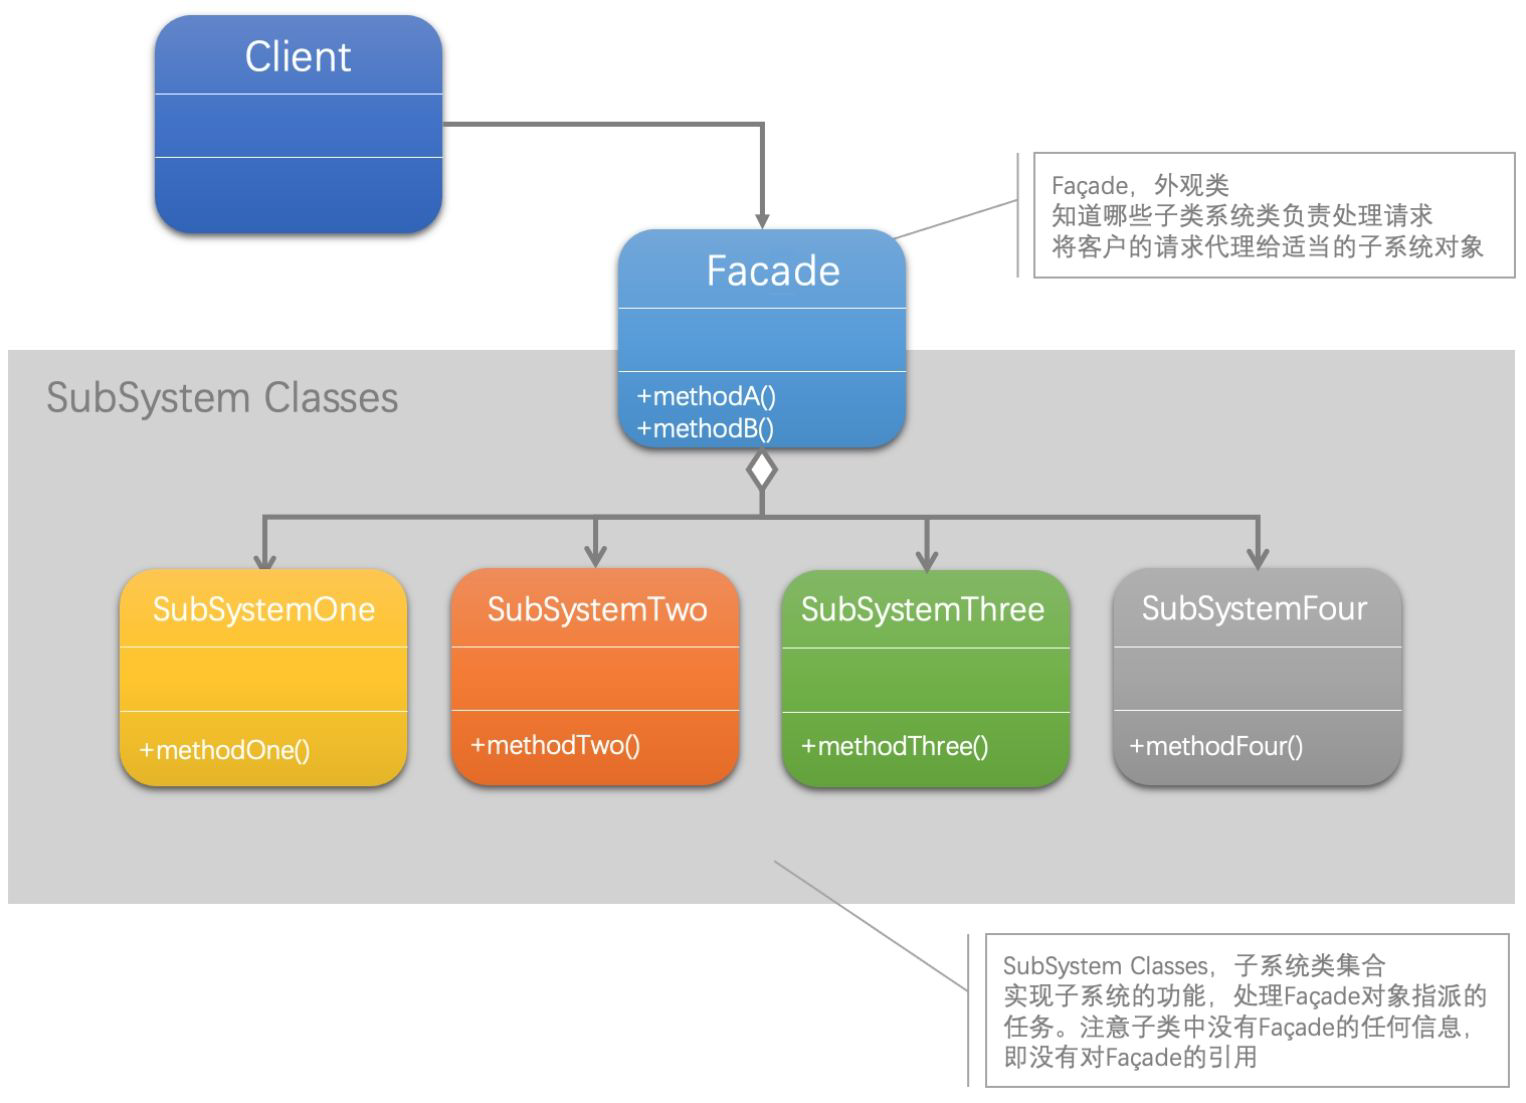 Client
Façade, 外观类
知道哪些子类系统类负责处理请求
将客户的请求代理给适当的子系统对象
Facade
+methodA()
+methodB()
SubSystem Classes
SubSystemOne
+methodOne()
SubSystemTwo
+methodTwo()
SubSystemThree
+methodThree()
SubSystemFour
+methodFour()
SubSystem Classes, 子系统类集合
实现子系统的功能，处理Façade对象指派的
任务。注意子类中没有Façade的任何信息，
即没有对Façade的引用